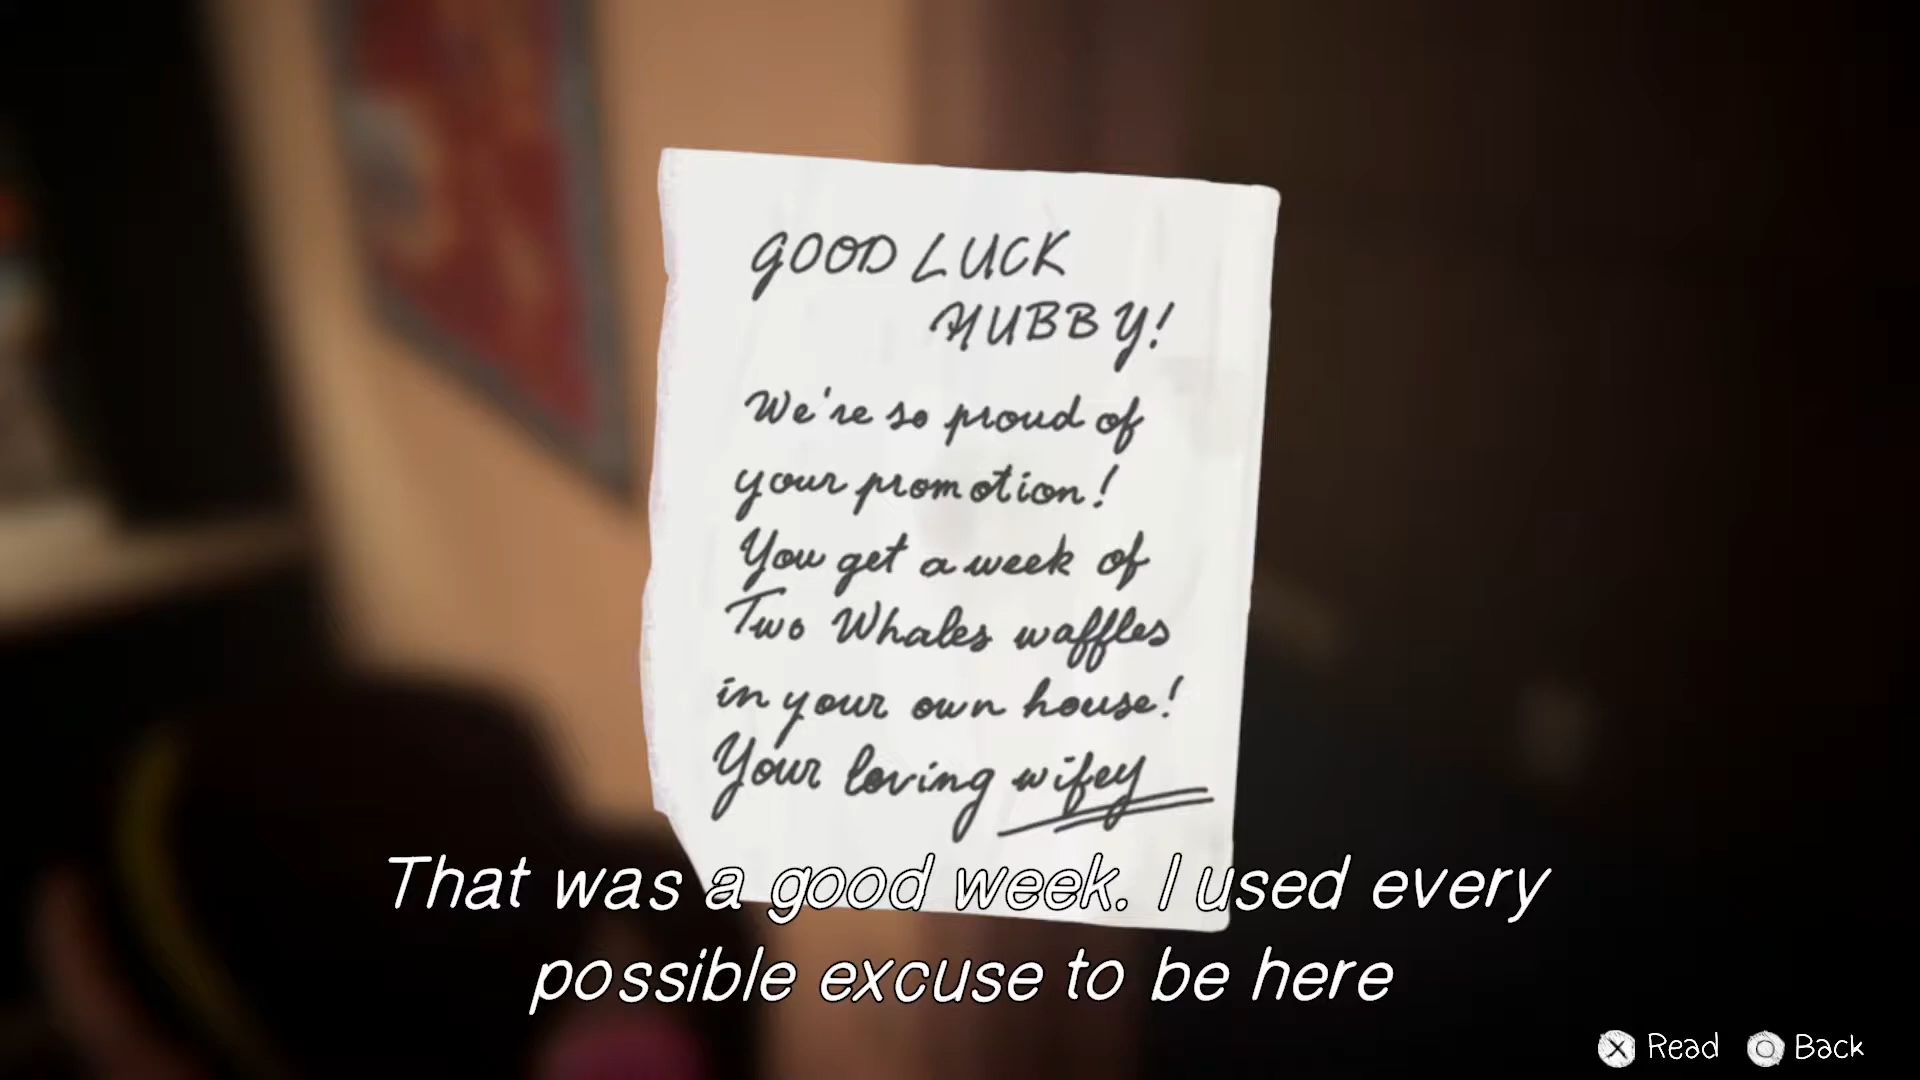 GOOD LUCK
HUBBY!
We're so proud of
your promotion!
You get a week of
Two Whales waffles
in your own house!
Your loving wifey
That was a good week. I used every
possible excuse to be here
Read Back